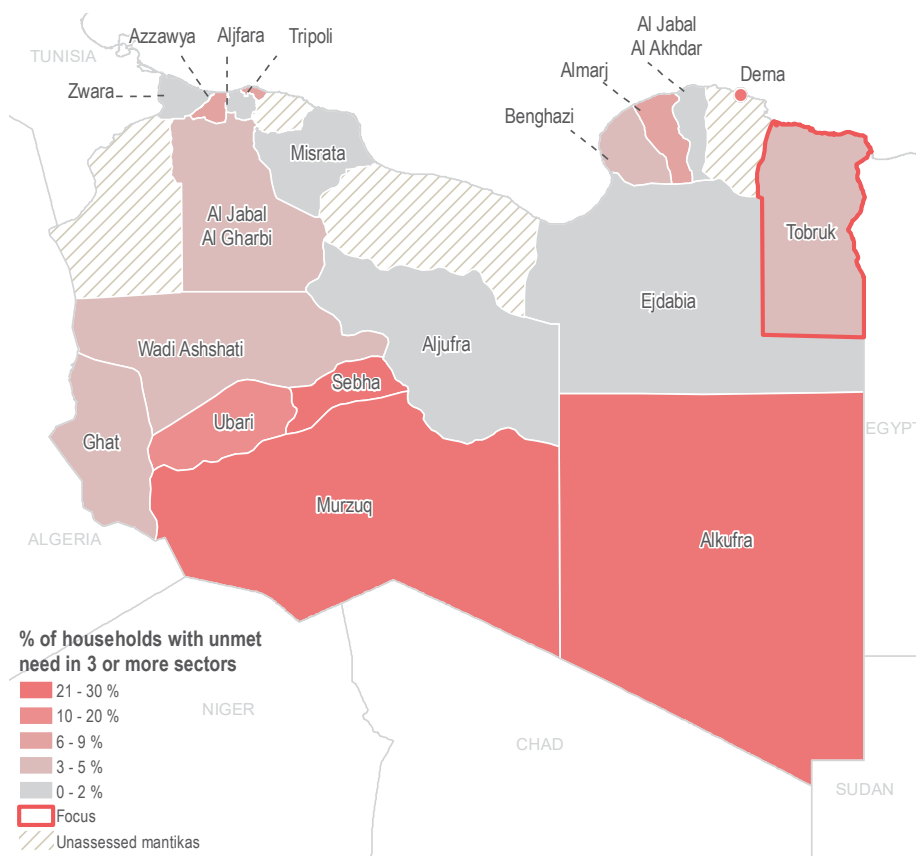 Azzawya
Aljfara
Tripoli
Al Jabal
Al Akhdar
TUNISIA
Zwara
Almarj
Derna
Benghazi
Misrata
Al Jabal
Al Gharbi
Tobruk
Ejdabia
Wadi Ashshati
Aljufra
Sebha
Ubari
Ghat
EGYPT
Murzuq
Alkufra
ALGERIA
% of households with unmet
need in 3 or more sectors
21 - 30 %
10 - 20 %
6 - 9 %
3 - 5 %
0 - 2 %
Focus
Unassessed mantikas
NIGER
CHAD
SUDAN